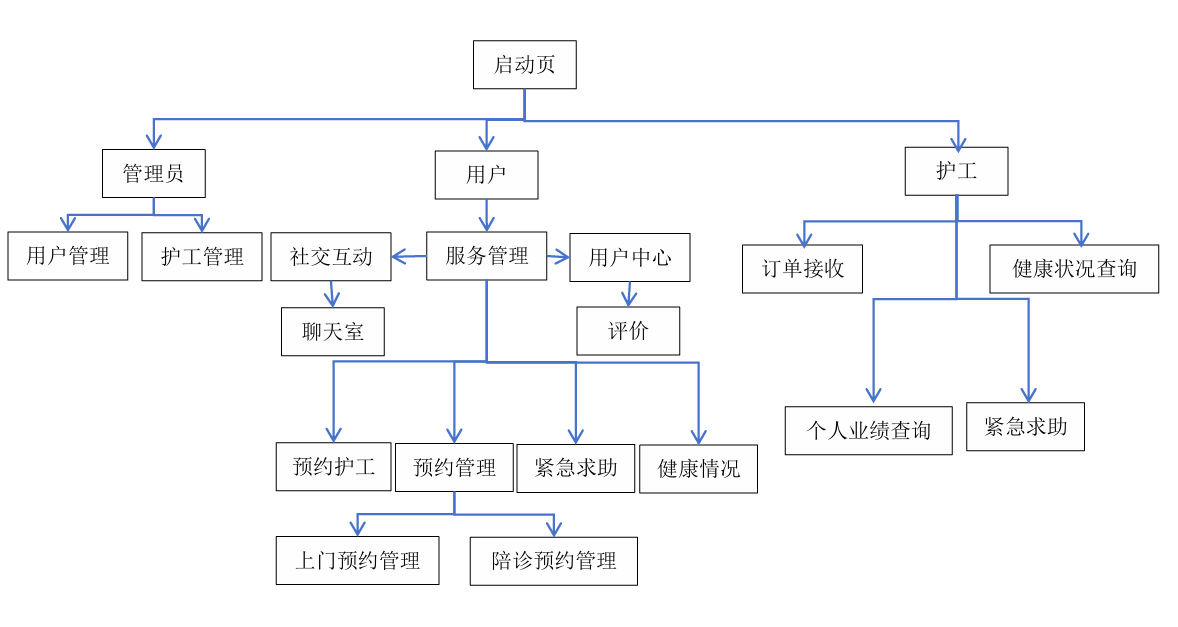 启动页
管理员
用户
护工
用户管理
护工管理
社交互动
服务管理
用户中心
订单接收
健康状况查询
聊天室
评价
个人业绩查询
紧急求助
预约护工
预约管理
紧急求助
健康情况
上门预约管理
陪诊预约管理